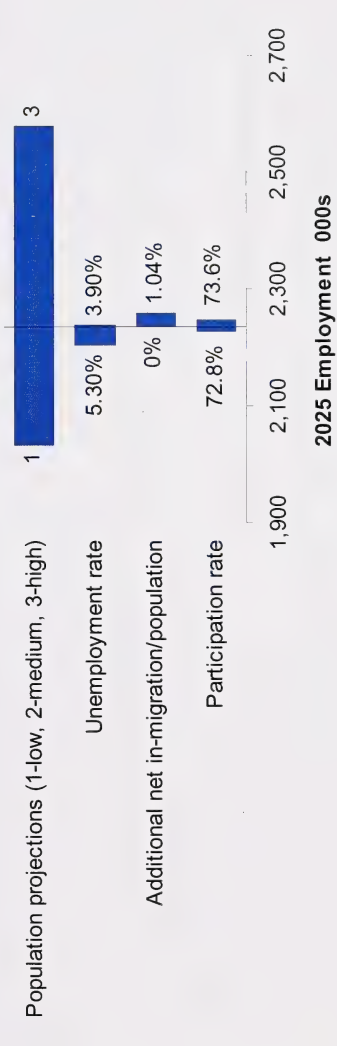 Population projections (1-low, 2-medium, 3-high)
1
3
Unemployment rate
5.30%
3.90%
Additional net in-migration/population
0%
1.04%
Participation rate
72.8%
73.6%
1,900
2,100
2,300
2,500
2,700
2025 Employment 000s